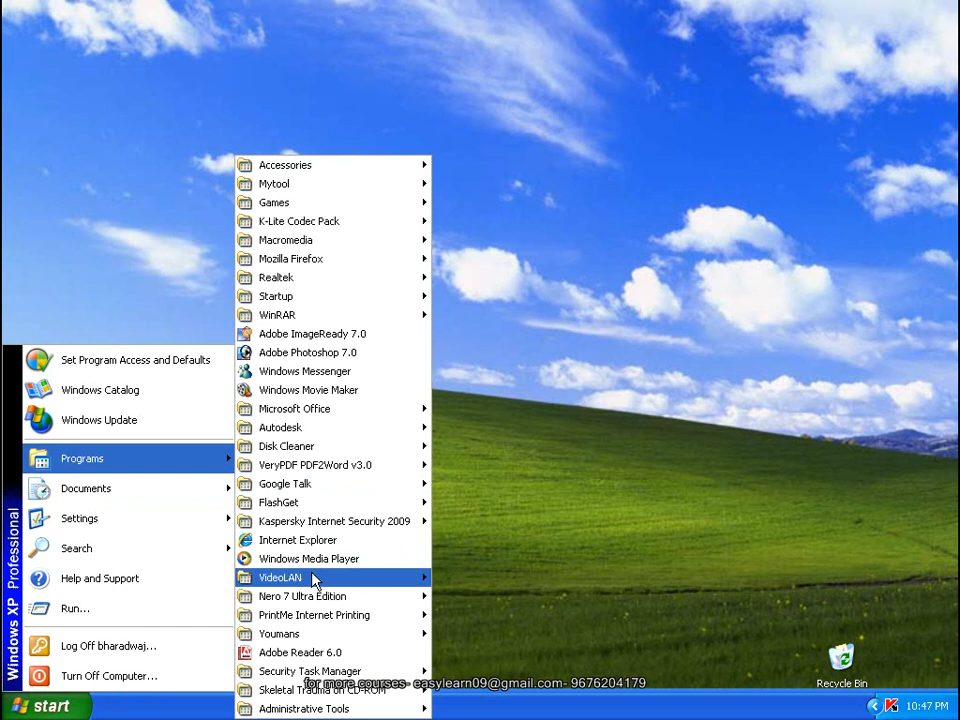 Accessories
Mytool
Games
K-Lite Codec Pack
Macromedia
Mozilla Firefox
Realtek
Startup
WinRAR
Adobe ImageReady 7.0
Adobe Photoshop 7.0
Windows Messenger
Windows Movie Maker
Microsoft Office
Autodesk
Disk Cleaner
VeryPDF PDF2Word v3.0
Google Talk
FlashGet
Kaspersky Internet Security 2009
Internet Explorer
Windows Media Player
VideoLAN
Nero 7 Ultra Edition
PrintMe Internet Printing
Youmans
Adobe Reader 6.0
Security Task Manager
Skeletal Trauma on CD-ROM
Administrative Tools
Set Program Access and Defaults
Windows Catalog
Windows Update
Programs
Documents
Settings
Search
Help and Support
Run...
Log Off bharadwaj...
Turn Off Computer...
Windows XP Professional
for more courses- easylearn09@gmail.com- 9676204179
Recycle Bin
start
10:47 PM